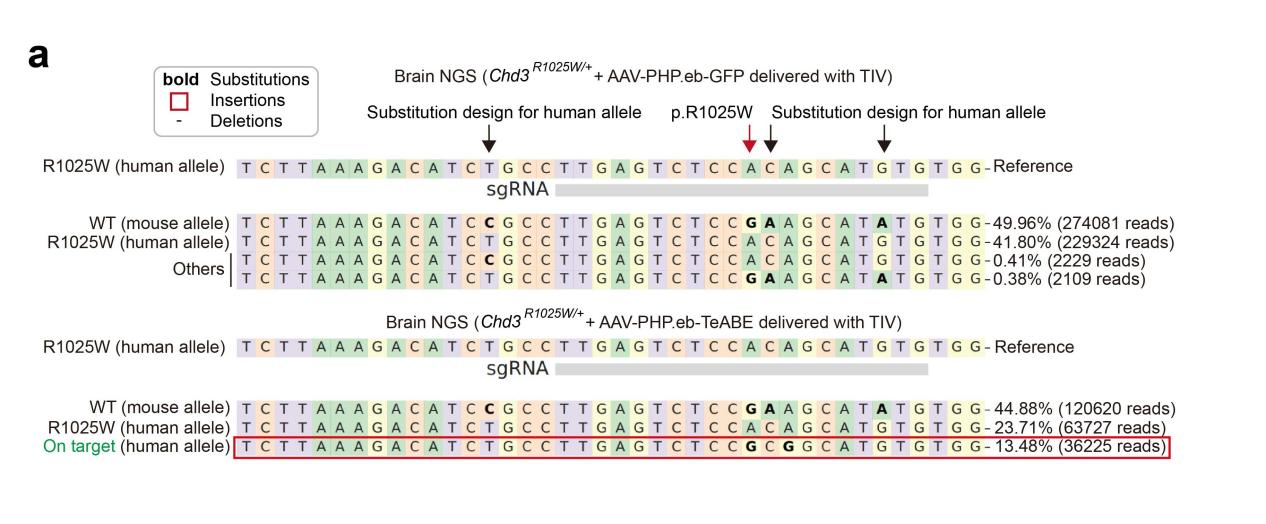 a
bold Substitutions
Insertions
- Deletions
Brain NGS (Chd3 R1025W/+ + AAV-PHP.eb-GFP delivered with TIV)
Substitution design for human allele p.R1025W Substitution design for human allele
R1025W (human allele) T C T T A A A G A C A T C T G C C T T G A G T C T C C A C A G C A T G T G T G G - Reference
sgRNA
WT (mouse allele) T C T T A A A G A C A T C C G C C T T G A G T C T C C G A A G C A T A T G T G G - 49.96% (274081 reads)
R1025W (human allele) T C T T A A A G A C A T C T G C C T T G A G T C T C C A C A G C A T G T G T G G - 41.80% (229324 reads)
Others T C T T A A A G A C A T C C G C C T T G A G T C T C C A C A G C A T G T G T G G - 0.41% (2229 reads)
T C T T A A A G A C A T C T G C C T T G A G T C T C C G A A G C A T A T G T G G - 0.38% (2109 reads)
Brain NGS (Chd3 R1025W/+ + AAV-PHP.eb-TeABE delivered with TIV)
R1025W (human allele) T C T T A A A G A C A T C T G C C T T G A G T C T C C A C A G C A T G T G T G G - Reference
sgRNA
WT (mouse allele) T C T T A A A G A C A T C C G C C T T G A G T C T C C G A A G C A T A T G T G G - 44.88% (120620 reads)
R1025W (human allele) T C T T A A A G A C A T C T G C C T T G A G T C T C C A C A G C A T G T G T G G - 23.71% (63727 reads)
On target (human allele) T C T T A A A G A C A T C T G C C T T G A G T C T C C G C G G C A T G T G T G G - 13.48% (36225 reads)